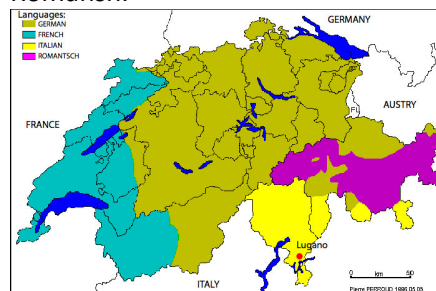 Languages:
GERMAN
FRENCH
ITALIAN
ROMANTSCH
GERMANY
AUSTRY
FL
FRANCE
Lugano
ITALY
0 km 50
Pierre PERROUD 1996.05.05